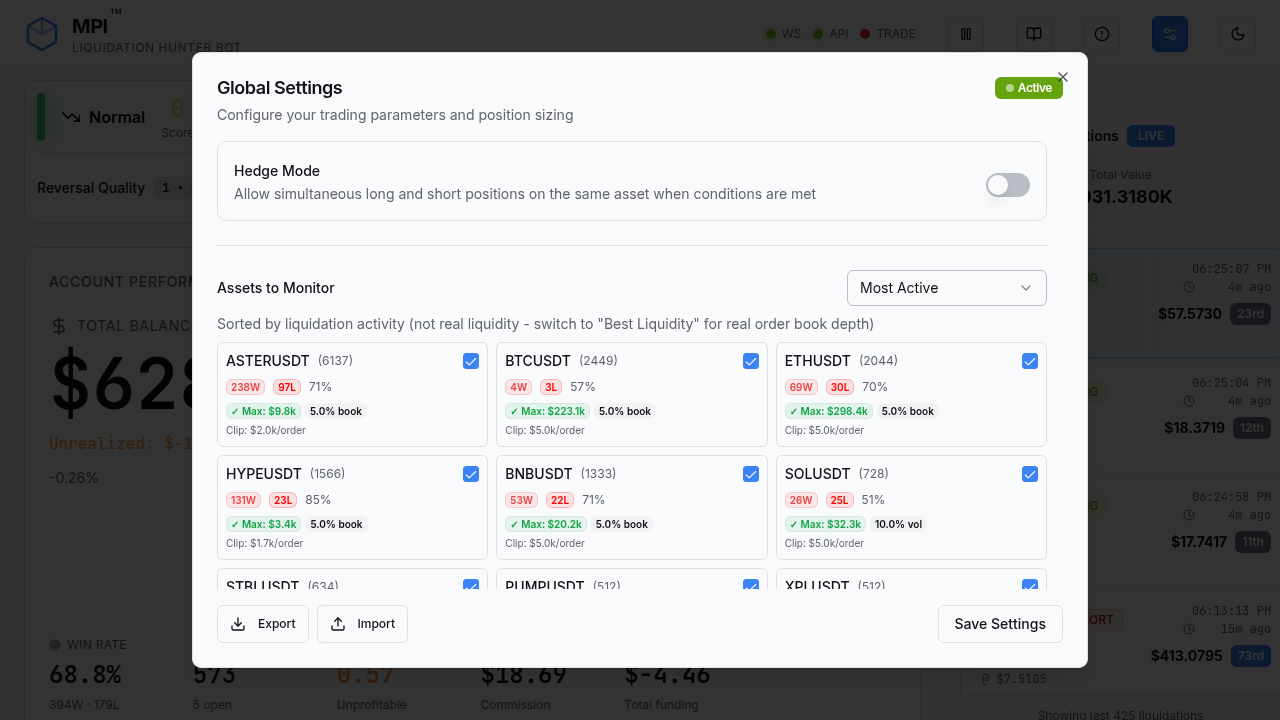 MPI™
LIQUIDATION HUNTER BOT
WS API TRADE
Global Settings
Active
Configure your trading parameters and position sizing
Normal
0
Score
Reversal Quality 1 ·
LIVE
Total Value
931.3180K
Hedge Mode
Allow simultaneous long and short positions on the same asset when conditions are met
Assets to Monitor
Most Active
Sorted by liquidation activity (not real liquidity - switch to "Best Liquidity" for real order book depth)
ASTERUSDT (6137)
238W 97L 71%
✓ Max: $9.8k 5.0% book
Clip: $2.0k/order
BTCUSDT (2449)
4W 3L 57%
✓ Max: $223.1k 5.0% book
Clip: $5.0k/order
ETHUSDT (2044)
69W 30L 70%
✓ Max: $298.4k 5.0% book
Clip: $5.0k/order
HYPEUSDT (1566)
131W 23L 85%
✓ Max: $3.4k 5.0% book
Clip: $1.7k/order
BNBUSDT (1333)
53W 22L 71%
✓ Max: $20.2k 5.0% book
Clip: $5.0k/order
SOLUSDT (728)
26W 25L 51%
✓ Max: $32.3k 10.0% vol
Clip: $5.0k/order
STBLUSDT (634)
PUMPUSDT (512)
XPLUSDT (512)
Export
Import
Save Settings
ACCOUNT PERFORM
TOTAL BALANC
$628
Unrealized: $-1
-0.26%
WIN RATE
68.8%
394W · 179L
573
5 open
0.57
Unprofitable
$18.69
Commission
$-4.46
Total funding
06:25:07 PM
4m ago
$57.5730 23rd
06:25:04 PM
4m ago
$18.3719 12th
06:24:58 PM
4m ago
$17.7417 11th
06:13:13 PM
15m ago
$413.0795 73rd
@ $7.5105
Showing last 425 liquidations